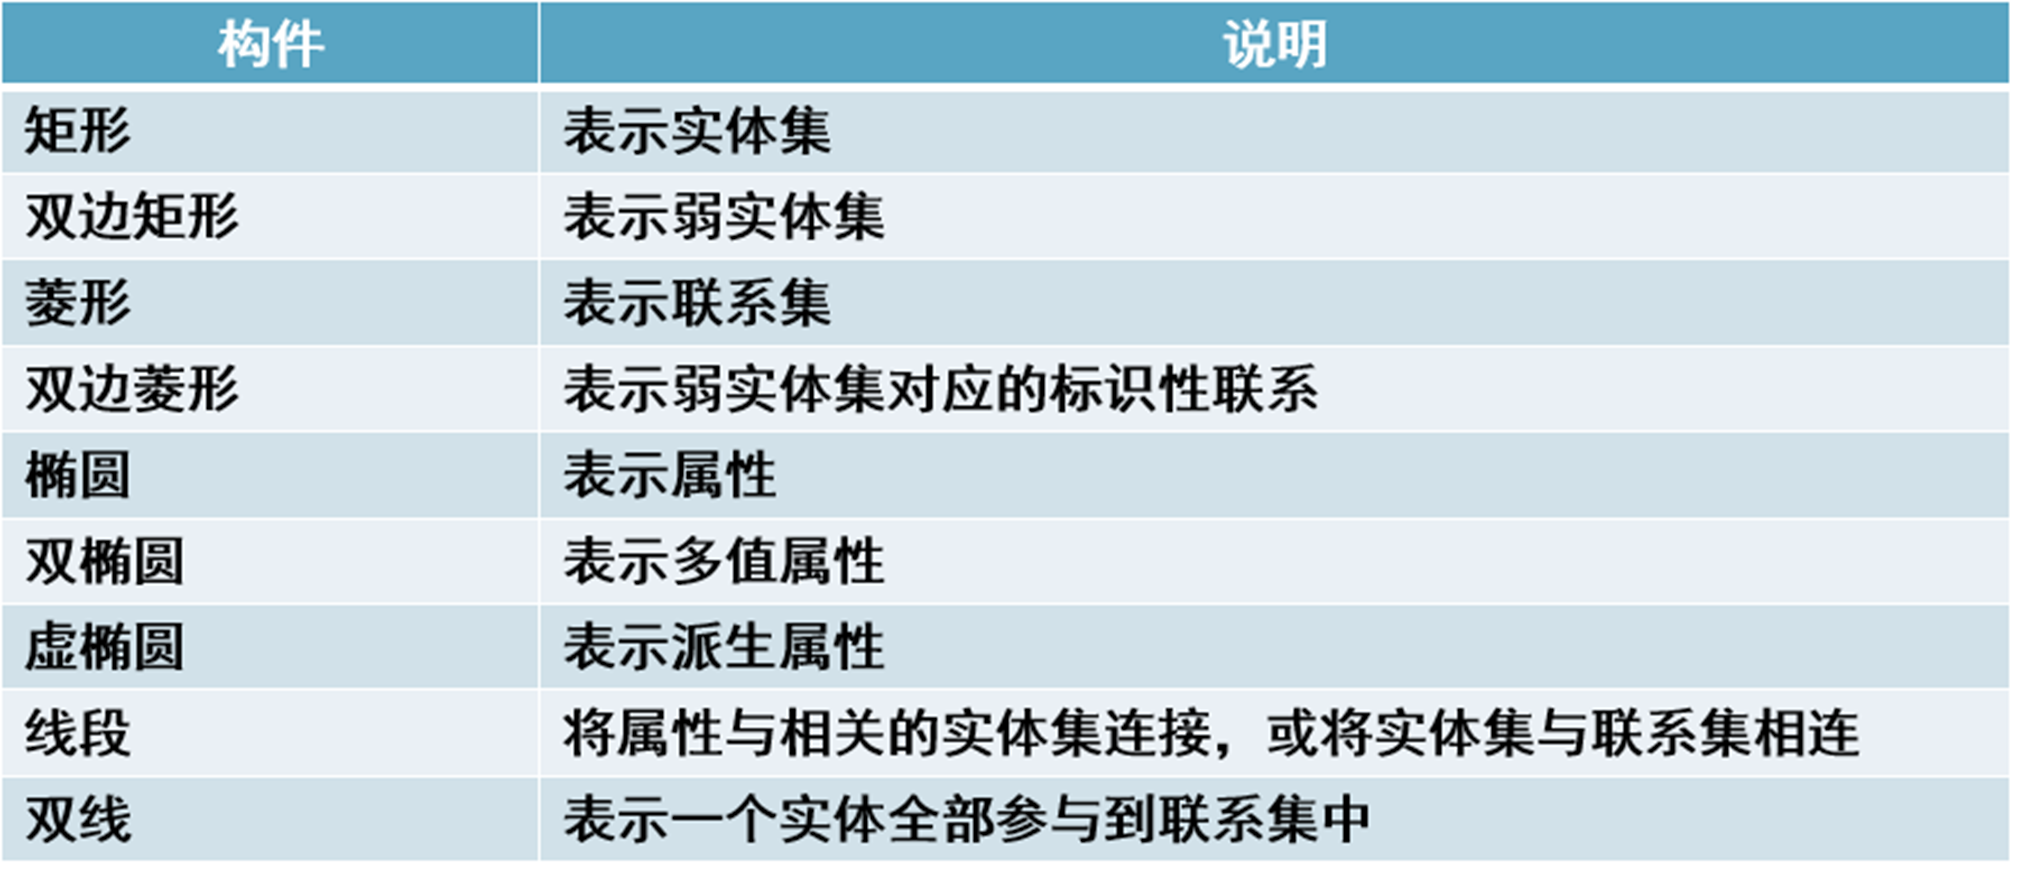 构件 说明
矩形 表示实体集
双边矩形 表示弱实体集
菱形 表示联系集
双边菱形 表示弱实体集对应的标识性联系
椭圆 表示属性
双椭圆 表示多值属性
虚椭圆 表示派生属性
线段 将属性与相关的实体集连接，或将实体集与联系集相连
双线 表示一个实体全部参与到联系集中